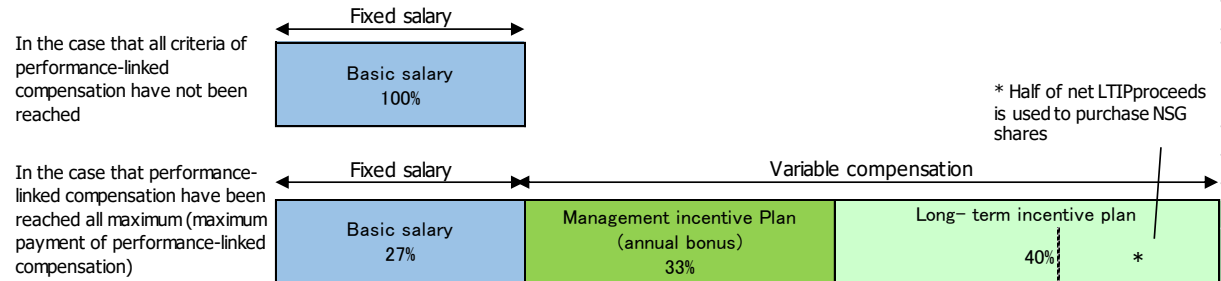 Fixed salary
In the case that all criteria of
performance-linked
compensation have not been
reached
Basic salary
100%
* Half of net LTIPproceeds
is used to purchase NSG
shares
In the case that performance-
linked compensation have been
reached all maximum (maximum
payment of performance-linked
compensation)
Fixed salary
Variable compensation
Basic salary
27%
Management incentive Plan
(annual bonus)
33%
Long- term incentive plan
40%
*